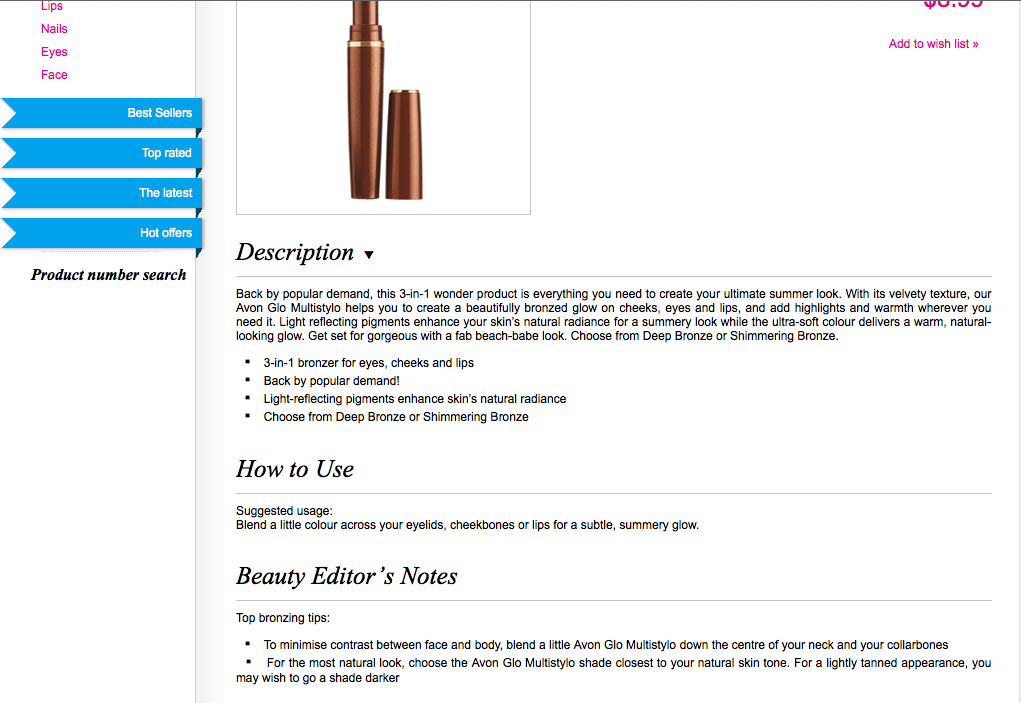 Lips
Nails
Eyes
Face
Best Sellers
Top rated
The latest
Hot offers
Product number search
Add to wish list »
Description ▼
Back by popular demand, this 3-in-1 wonder product is everything you need to create your ultimate summer look. With its velvety texture, our
Avon Glo Multistylo helps you to create a beautifully bronzed glow on cheeks, eyes and lips, and add highlights and warmth wherever you
need it. Light reflecting pigments enhance your skin's natural radiance for a summery look while the ultra-soft colour delivers a warm, natural-
looking glow. Get set for gorgeous with a fab beach-babe look. Choose from Deep Bronze or Shimmering Bronze.
▪ 3-in-1 bronzer for eyes, cheeks and lips
▪ Back by popular demand!
▪ Light-reflecting pigments enhance skin's natural radiance
▪ Choose from Deep Bronze or Shimmering Bronze
How to Use
Suggested usage:
Blend a little colour across your eyelids, cheekbones or lips for a subtle, summery glow.
Beauty Editor's Notes
Top bronzing tips:
▪ To minimise contrast between face and body, blend a little Avon Glo Multistylo down the centre of your neck and your collarbones
▪ For the most natural look, choose the Avon Glo Multistylo shade closest to your natural skin tone. For a lightly tanned appearance, you
may wish to go a shade darker